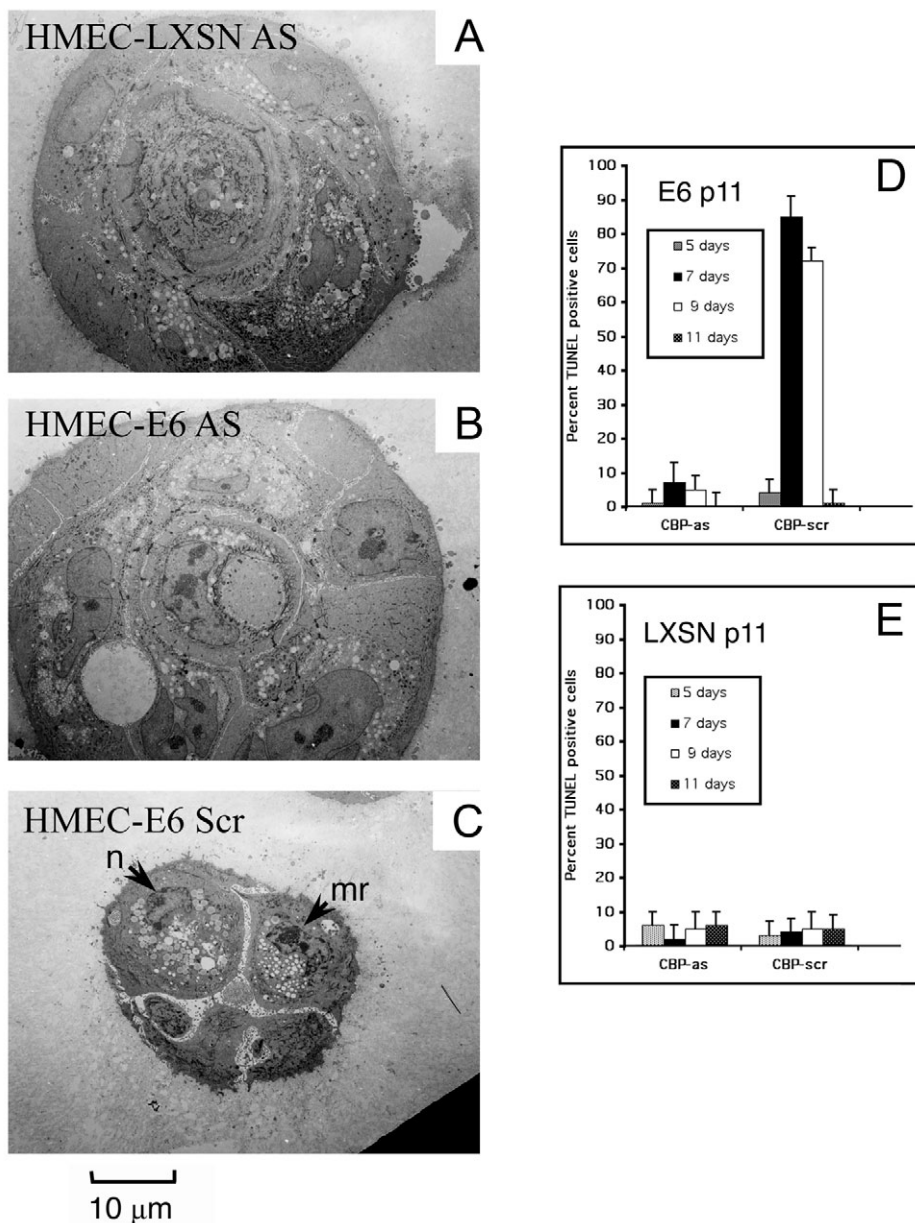 HMEC-LXSN AS
A
HMEC-E6 AS
B
HMEC-E6 Scr
C
n
mr
10 µm
D
E6 p11
5 days
7 days
9 days
11 days
Percent TUNEL positive cells
100
90
80
70
60
50
40
30
20
10
0
CBP-as
CBP-scr
E
LXSN p11
5 days
7 days
9 days
11 days
Percent TUNEL positive cells
100
90
80
70
60
50
40
30
20
10
0
CBP-as
CBP-scr